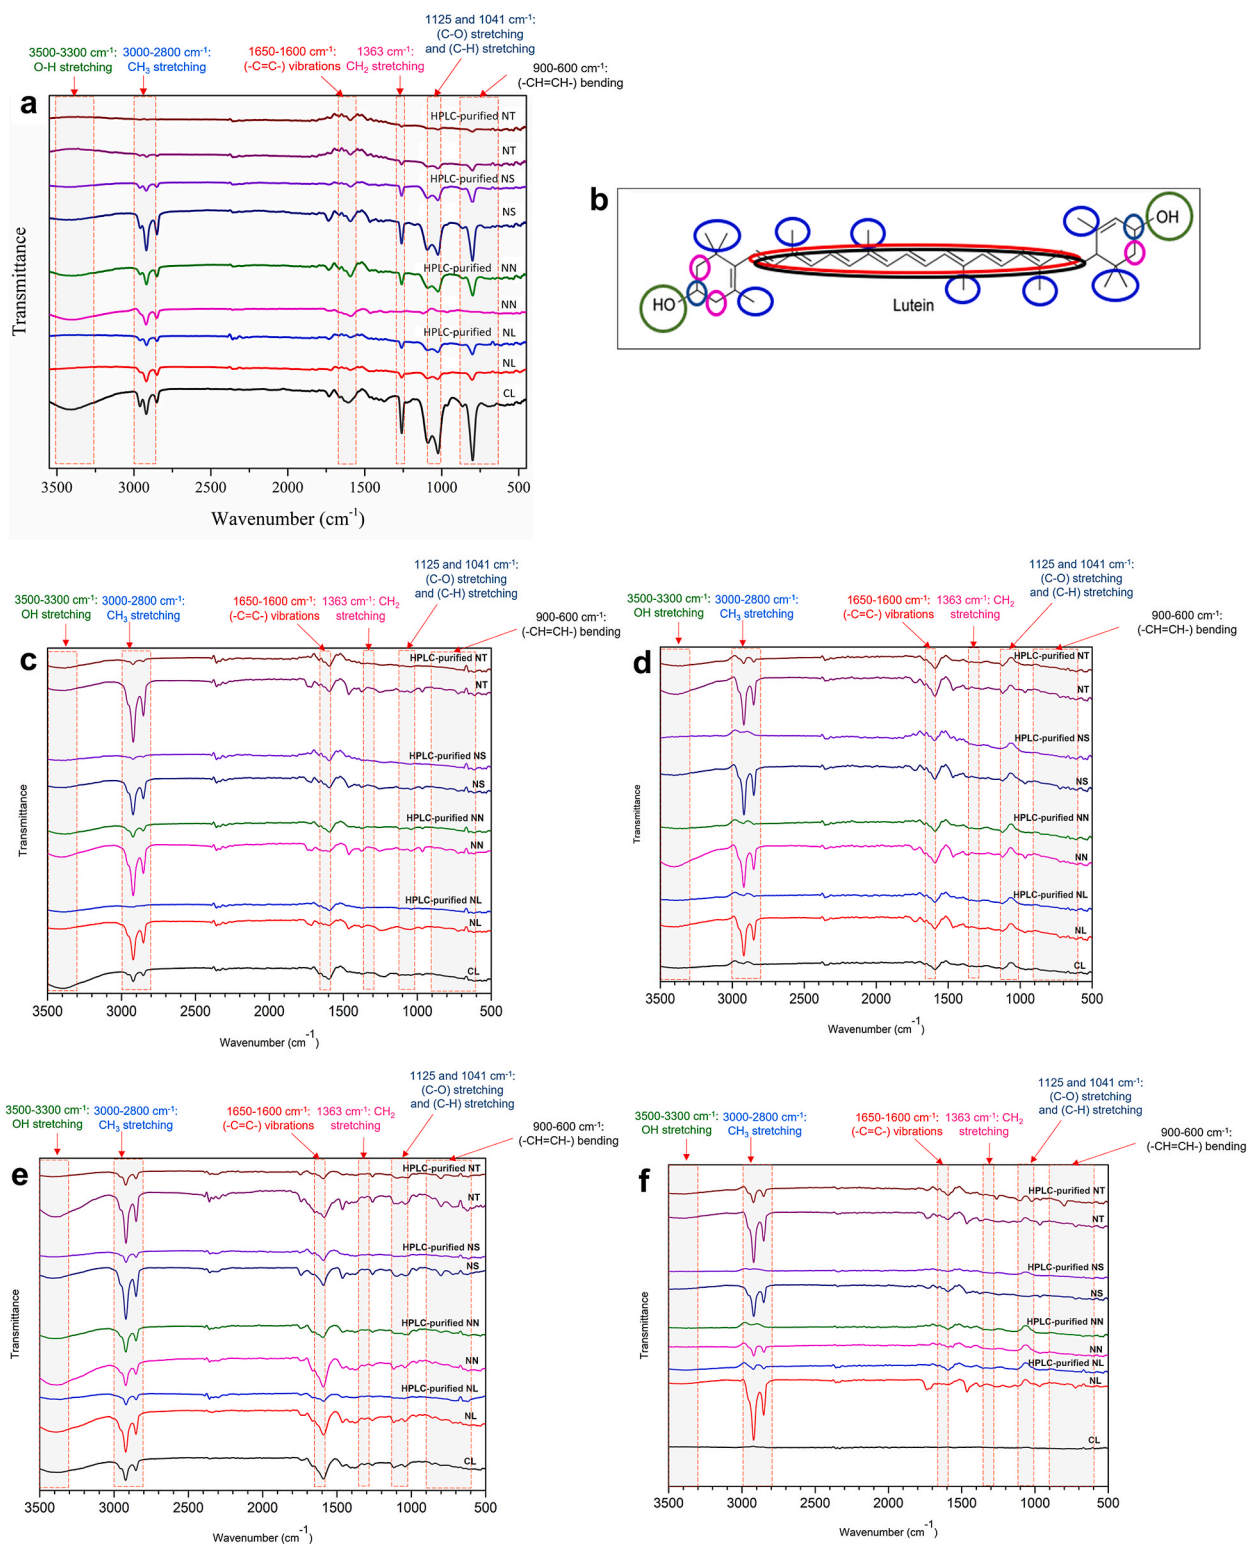 1125 and 1041 cm-1:
(C-O) stretching
and (C-H) stretching
3500-3300 cm-1:
O-H stretching
3000-2800 cm-1:
CH3 stretching
1650-1600 cm-1:
(-C=C-) vibrations
1363 cm-1:
CH2 stretching
900-600 cm-1:
(-CH=CH-) bending
a
HPLC-purified NT
NT
HPLC-purified NS
NS
HPLC-purified NN
NN
HPLC-purified NL
NL
CL
Transmittance
3500 3000 2500 2000 1500 1000 500
Wavenumber (cm-1)
b
OH
HO
Lutein
1125 and 1041 cm-1:
(C-O) stretching
and (C-H) stretching
3500-3300 cm-1:
OH stretching
3000-2800 cm-1:
CH3 stretching
1650-1600 cm-1:
(-C=C-) vibrations
1363 cm-1: CH2
stretching
900-600 cm-1:
(-CH=CH-) bending
c
HPLC-purified NT
NT
HPLC-purified NS
NS
HPLC-purified NN
NN
HPLC-purified NL
NL
CL
Transmittance
3500 3000 2500 2000 1500 1000 500
Wavenumber (cm-1)
1125 and 1041 cm-1:
(C-O) stretching
and (C-H) stretching
3500-3300 cm-1:
OH stretching
3000-2800 cm-1:
CH3 stretching
1650-1600 cm-1:
(-C=C-) vibrations
1363 cm-1: CH2
stretching
900-600 cm-1:
(-CH=CH-) bending
d
HPLC-purified NT
NT
HPLC-purified NS
NS
HPLC-purified NN
NN
HPLC-purified NL
NL
CL
Transmittance
3500 3000 2500 2000 1500 1000 500
Wavenumber (cm-1)
1125 and 1041 cm-1:
(C-O) stretching
and (C-H) stretching
3500-3300 cm-1:
OH stretching
3000-2800 cm-1:
CH3 stretching
1650-1600 cm-1:
(-C=C-) vibrations
1363 cm-1: CH2
stretching
900-600 cm-1:
(-CH=CH-) bending
e
HPLC-purified NT
NT
HPLC-purified NS
NS
HPLC-purified NN
NN
HPLC-purified NL
NL
CL
Transmittance
3500 3000 2500 2000 1500 1000 500
Wavenumber (cm-1)
1125 and 1041 cm-1:
(C-O) stretching
and (C-H) stretching
3500-3300 cm-1:
OH stretching
3000-2800 cm-1:
CH3 stretching
1650-1600 cm-1:
(-C=C-) vibrations
1363 cm-1: CH2
stretching
900-600 cm-1:
(-CH=CH-) bending
f
HPLC-purified NT
NT
HPLC-purified NS
NS
HPLC-purified NN
NN
HPLC-purified NL
NL
CL
Transmittance
3500 3000 2500 2000 1500 1000 500
Wavenumber (cm-1)